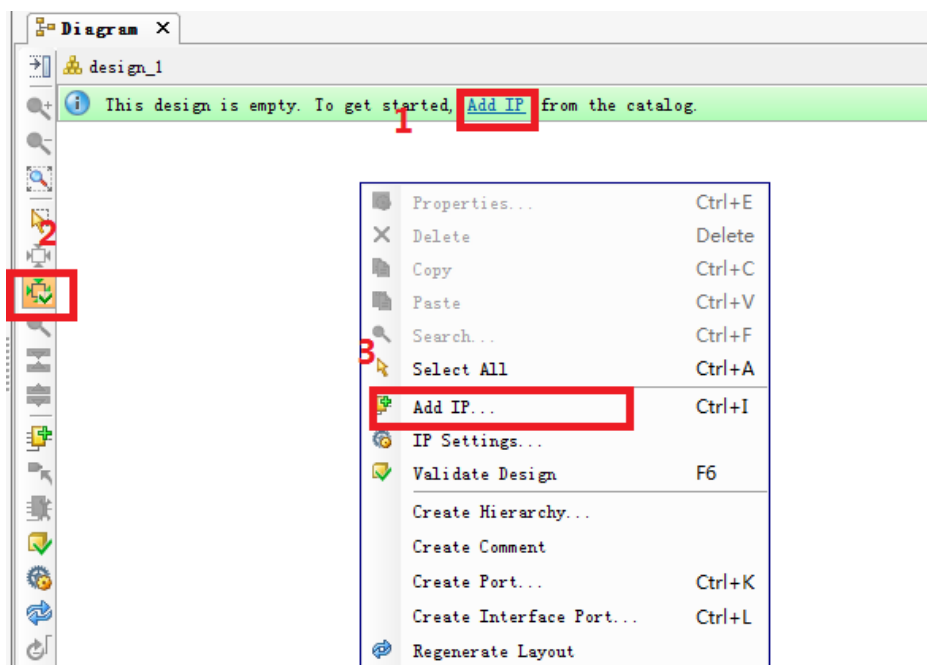 Diagram X
design_1
This design is empty. To get started, Add IP from the catalog.
1
2
Properties... Ctrl+E
Delete Delete
Copy Ctrl+C
Paste Ctrl+V
Search... Ctrl+F
3
Select All Ctrl+A
Add IP... Ctrl+I
IP Settings...
Validate Design F6
Create Hierarchy...
Create Comment
Create Port... Ctrl+K
Create Interface Port... Ctrl+L
Regenerate Layout